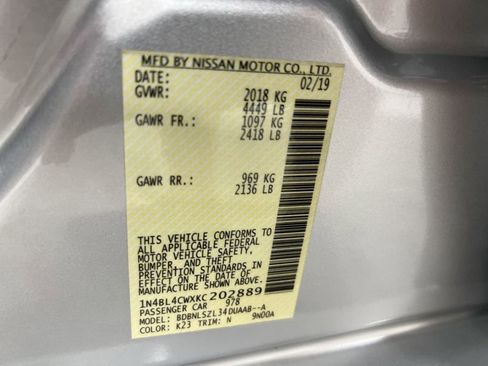 MFD BY NISSAN MOTOR CO., LTD.
DATE: 02/19
GVWR: 2018 KG
4449 LB
GAWR FR.: 1097 KG
2418 LB
GAWR RR.: 969 KG
2136 LB
THIS VEHICLE CONFORMS TO
ALL APPLICABLE FEDERAL
MOTOR VEHICLE SAFETY,
BUMPER, AND THEFT
PREVENTION STANDARDS IN
EFFECT ON THE DATE OF
MANUFACTURE SHOWN ABOVE.
1N4BL4CWXKC202889
PASSENGER CAR 978
MODEL: BDBNLSZL34DUAAB--A
COLOR: K23 TRIM: N 9N00A